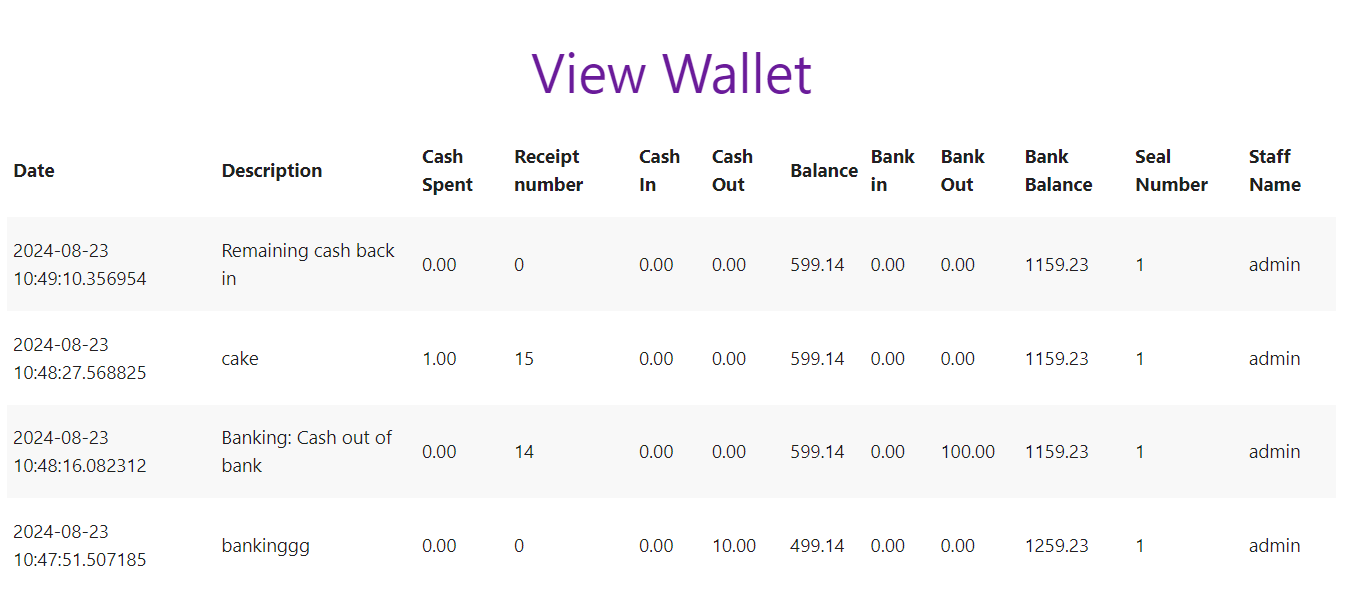 View Wallet
Date Description Cash Spent Receipt number Cash In Cash Out Balance Bank in Bank Out Bank Balance Seal Number Staff Name
2024-08-23 10:49:10.356954 Remaining cash back in 0.00 0 0.00 0.00 599.14 0.00 0.00 1159.23 1 admin
2024-08-23 10:48:27.568825 cake 1.00 15 0.00 0.00 599.14 0.00 0.00 1159.23 1 admin
2024-08-23 10:48:16.082312 Banking: Cash out of bank 0.00 14 0.00 0.00 599.14 0.00 100.00 1159.23 1 admin
2024-08-23 10:47:51.507185 bankinggg 0.00 0 0.00 10.00 499.14 0.00 0.00 1259.23 1 admin